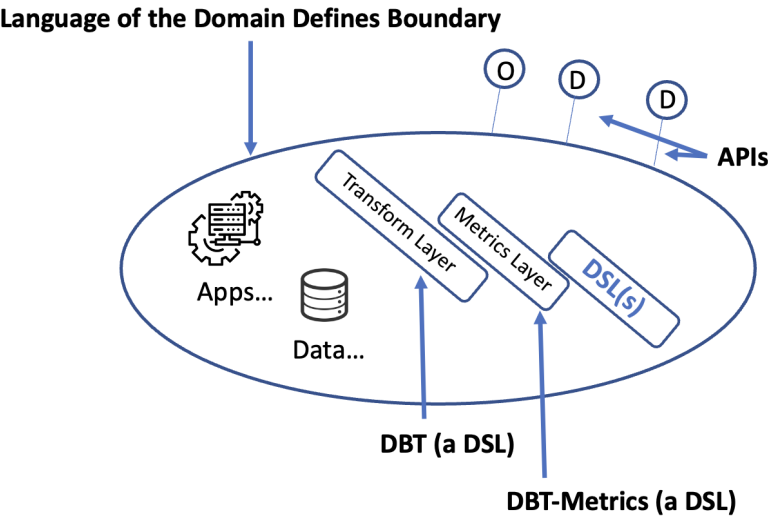 Language of the Domain Defines Boundary
O
D
D
APIs
Transform Layer
Metrics Layer
DSL(s)
Apps...
Data...
DBT (a DSL)
DBT-Metrics (a DSL)